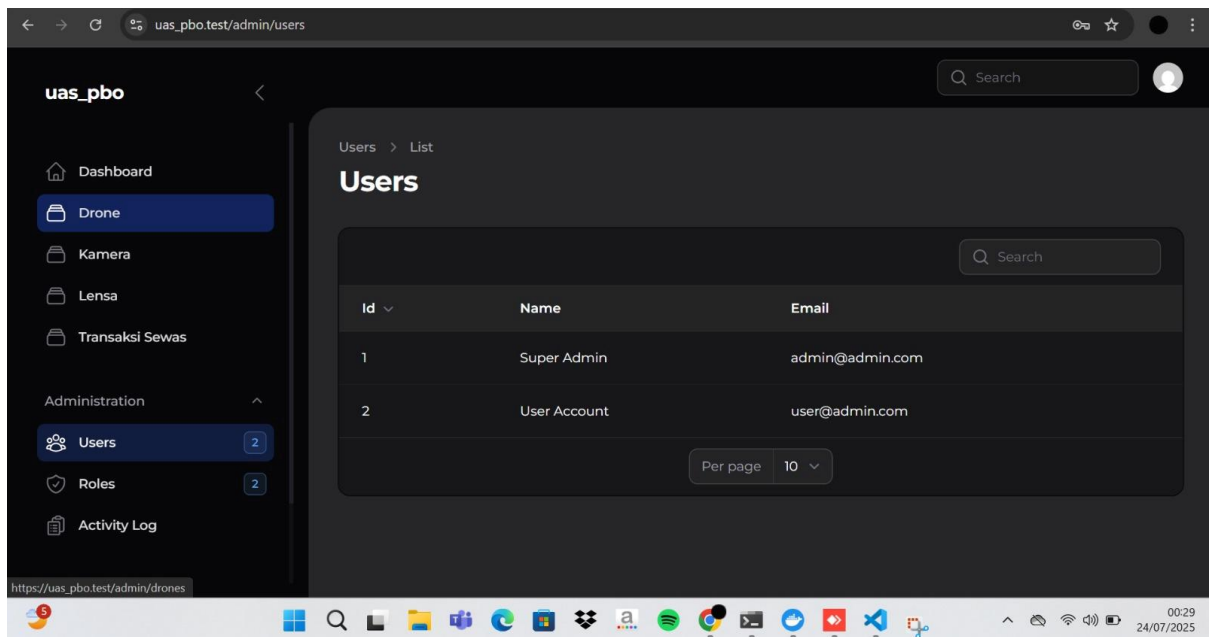 uas_pbo.test/admin/users
uas_pbo
Search
Dashboard
Drone
Kamera
Lensa
Transaksi Sewas
Administration
Users 2
Roles 2
Activity Log
Users > List
Users
Search
Id Name Email
1 Super Admin admin@admin.com
2 User Account user@admin.com
Per page 10
https://uas_pbo.test/admin/drones
5
a
00:29
24/07/2025